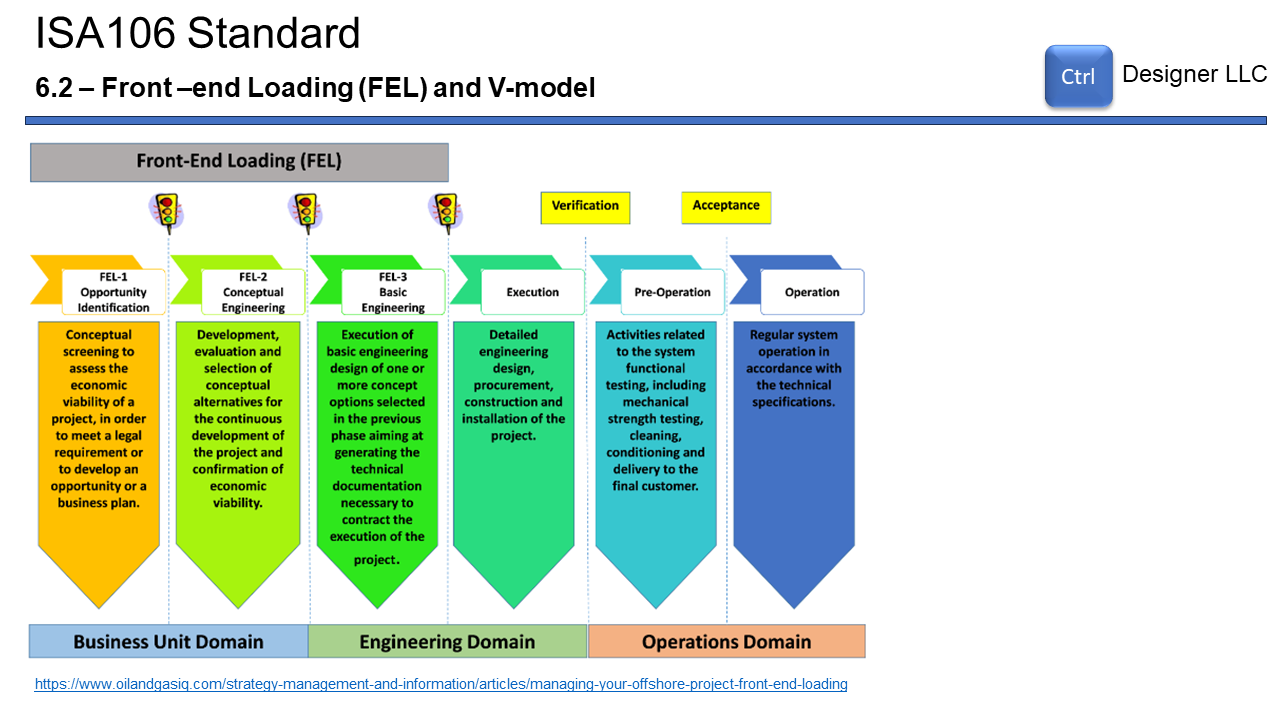 ISA106 Standard
6.2 – Front –end Loading (FEL) and V-model
Ctrl
Designer LLC
Front-End Loading (FEL)
Verification
Acceptance
FEL-1
Opportunity
Identification
FEL-2
Conceptual
Engineering
FEL-3
Basic
Engineering
Execution
Pre-Operation
Operation
Conceptual
screening to
assess the
economic
viability of a
project, in order
to meet a legal
requirement or
to develop an
opportunity or a
business plan.
Development,
evaluation and
selection of
conceptual
alternatives for
the continuous
development of
the project and
confirmation of
economic
viability.
Execution of
basic engineering
design of one or
more concept
options selected
in the previous
phase aiming at
generating the
technical
documentation
necessary to
contract the
execution of the
project.
Detailed
engineering
design,
procurement,
construction and
installation of the
project.
Activities related
to the system
functional
testing, including
mechanical
strength testing,
cleaning,
conditioning and
delivery to the
final customer.
Regular system
operation in
accordance with
the technical
specifications.
Business Unit Domain
Engineering Domain
Operations Domain
https://www.oilandgasiq.com/strategy-management-and-information/articles/managing-your-offshore-project-front-end-loading